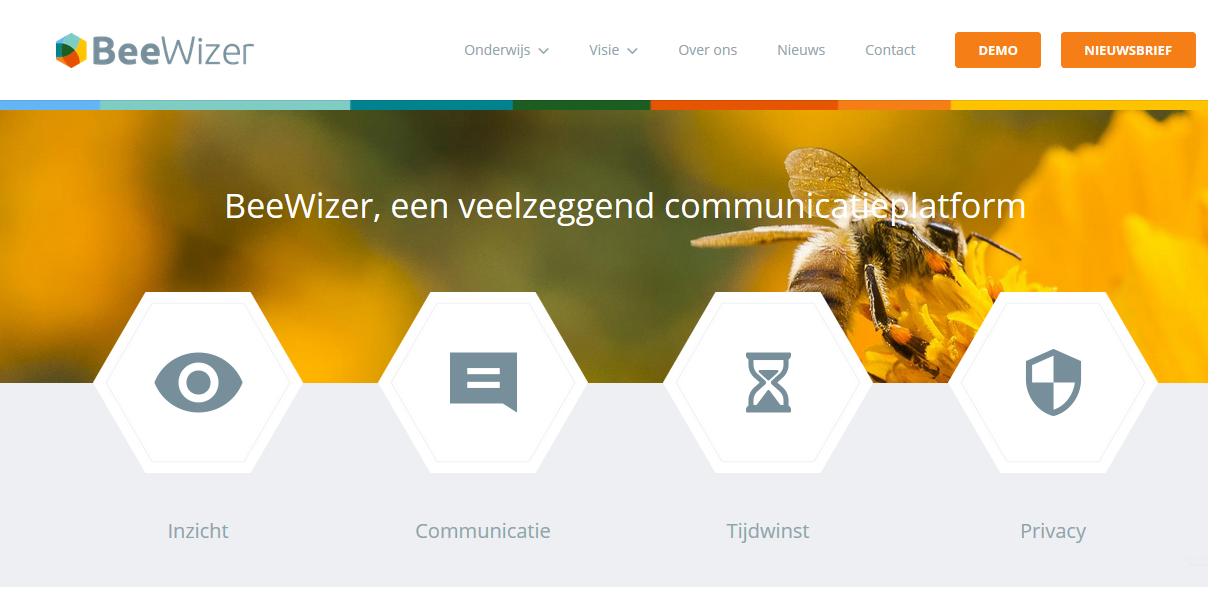 BeeWizer
Onderwijs
Visie
Over ons
Nieuws
Contact
DEMO
NIEUWSBRIEF
BeeWizer, een veelzeggend communicatieplatform
Inzicht
Communicatie
Tijdwinst
Privacy